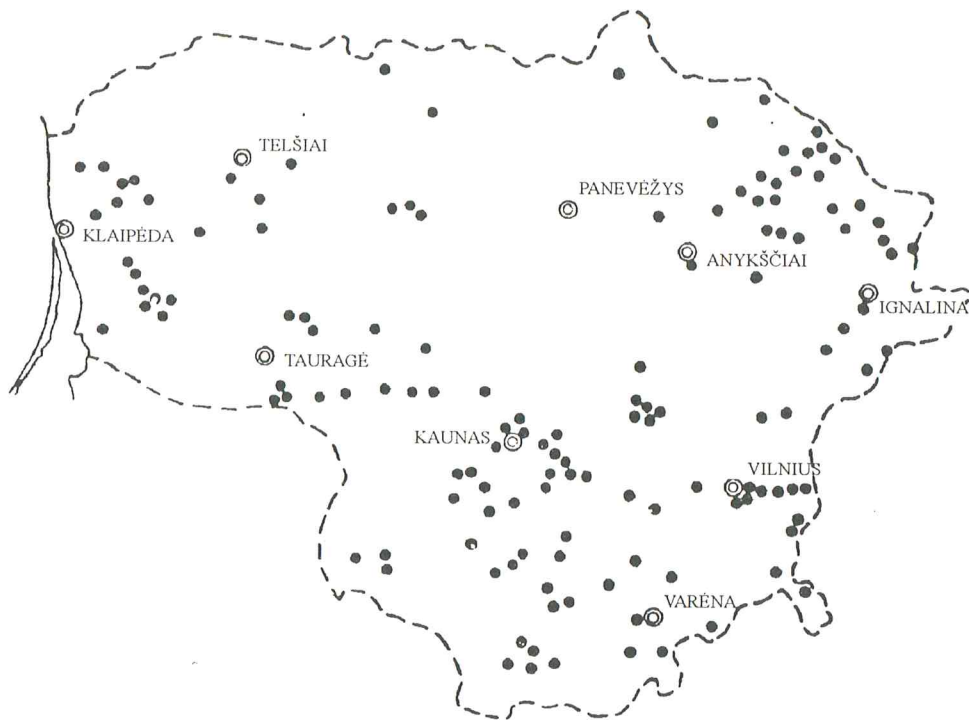 TELŠIAI
PANEVĖŽYS
KLAIPĖDA
ANYKŠČIAI
IGNALINA
TAURAGĖ
KAUNAS
VILNIUS
VARĖNA